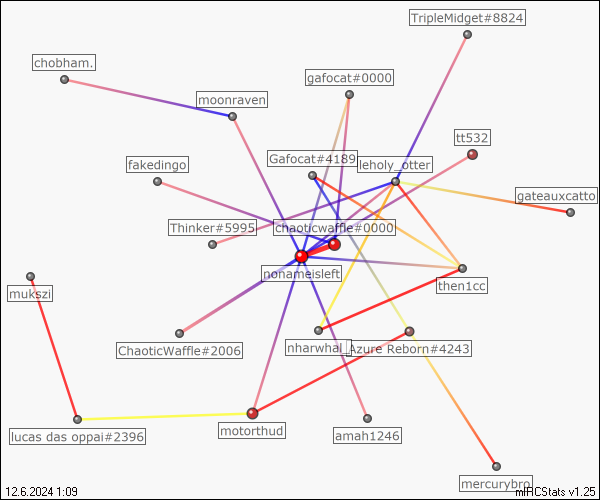 TripleMidget#8824
chobham.
gafocat#0000
moonraven
tt532
Gafocat#4189
leholy_otter
fakedingo
gateauxcatto
Thinker#5995
chaoticwaffle#0000
nonameisleft
then1cc
mukszi
ChaoticWaffle#2006
nharwhal_
Azure Reborn#4243
lucas das oppai#2396
motorthud
amah1246
mercurybro
12.6.2024 1:09
mIRCStats v1.25